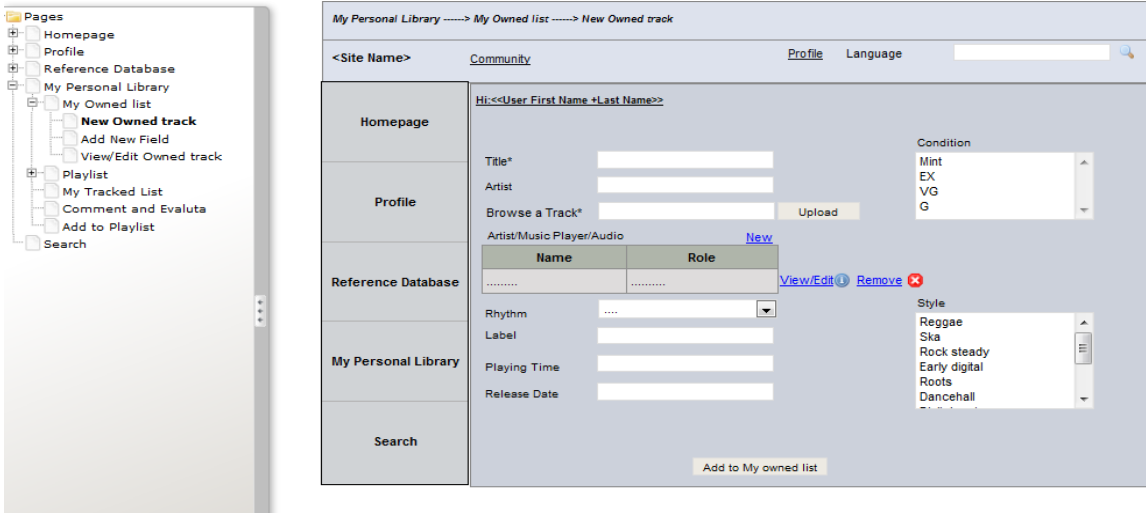 Pages
Homepage
Profile
Reference Database
My Personal Library
My Owned list
New Owned track
Add New Field
View/Edit Owned track
Playlist
My Tracked List
Comment and Evaluta
Add to Playlist
Search
My Personal Library ------> My Owned list ------> New Owned track
<Site Name> Community Profile Language
Homepage
Profile
Reference Database
My Personal Library
Search
Hi:<<User First Name +Last Name>>
Title*
Artist
Browse a Track* Upload
Artist/Music Player/Audio New
Name Role
......... ..........
View/Edit Remove
Rhythm ....
Label
Playing Time
Release Date
Condition
Mint
EX
VG
G
Style
Reggae
Ska
Rock steady
Early digital
Roots
Dancehall
Add to My owned list